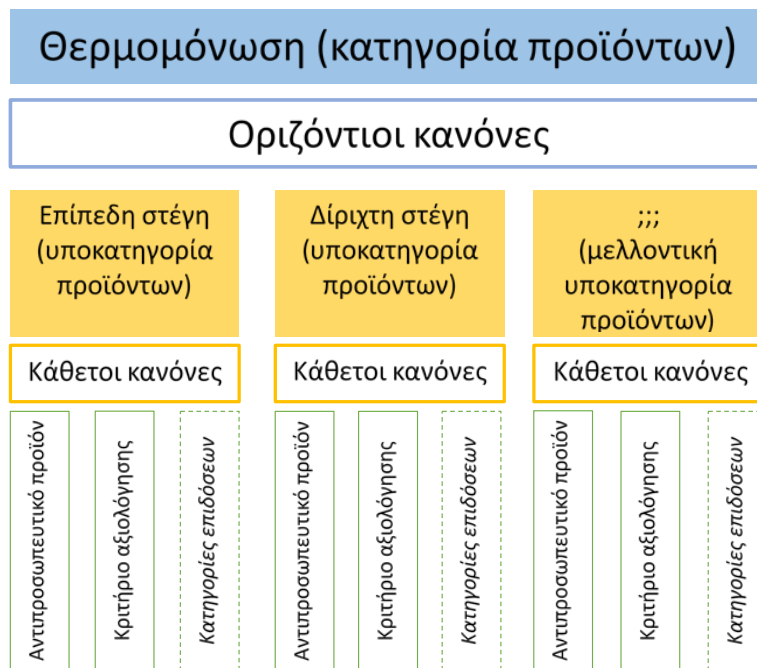 Θερμομόνωση (κατηγορία προϊόντων)
Οριζόντιοι κανόνες
Επίπεδη στέγη
(υποκατηγορία
προϊόντων)
Δίριχτη στέγη
(υποκατηγορία
προϊόντων)
;;;
(μελλοντική
υποκατηγορία
προϊόντων)
Κάθετοι κανόνες
Κάθετοι κανόνες
Κάθετοι κανόνες
Αντιπροσωπευτικό προϊόν
Κριτήριο αξιολόγησης
Κατηγορίες επιδόσεων
Αντιπροσωπευτικό προϊόν
Κριτήριο αξιολόγησης
Κατηγορίες επιδόσεων
Αντιπροσωπευτικό προϊόν
Κριτήριο αξιολόγησης
Κατηγορίες επιδόσεων